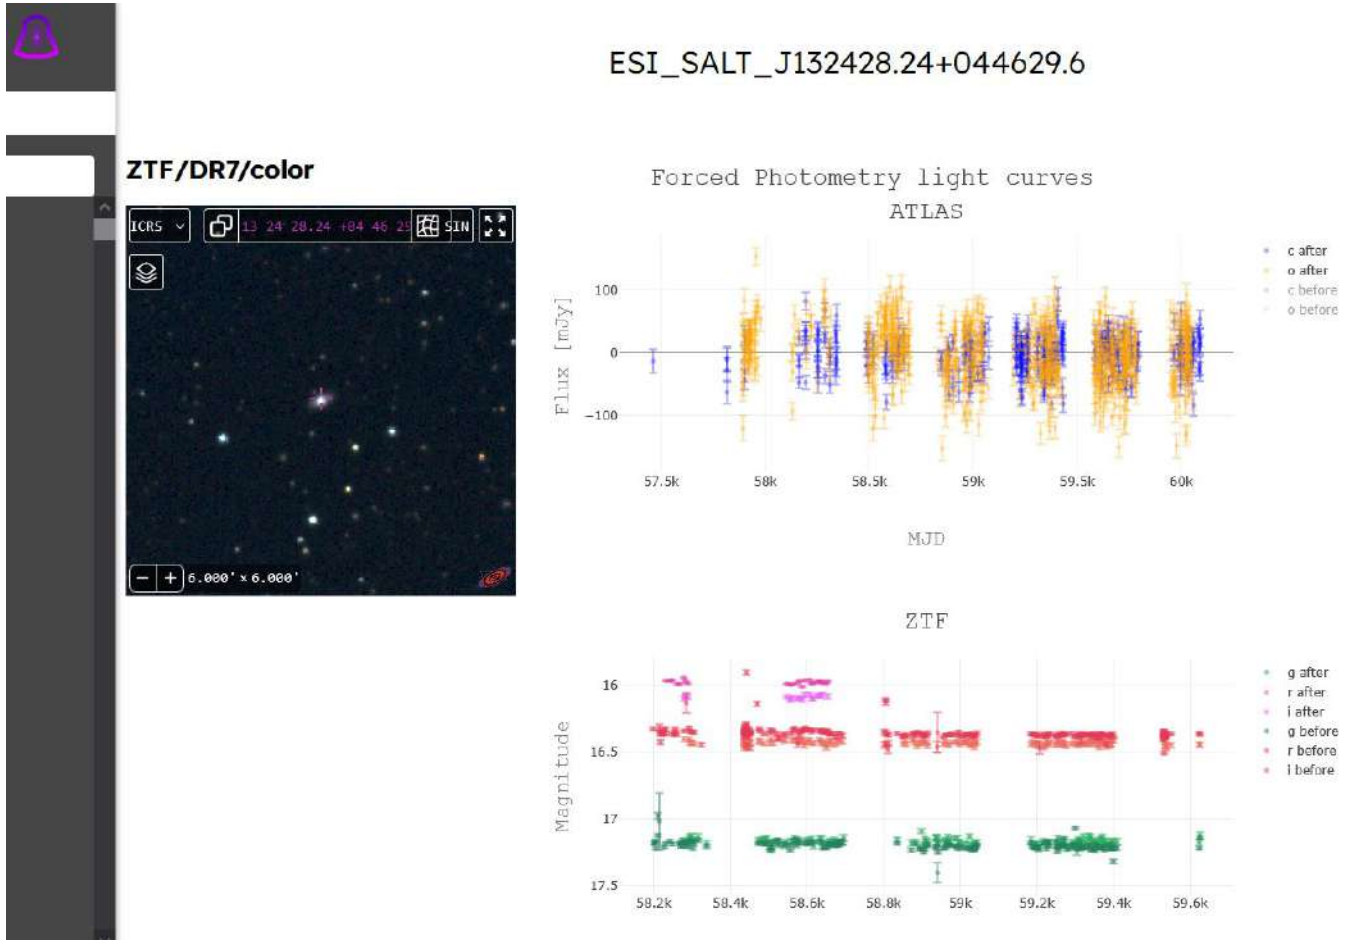 ESI_SALT_J132428.24+044629.6
ZTF/DR7/color
ICRS
13 24 28.24 +04 46 29
SIN
6.000' × 6.000'
Forced Photometry light curves
ATLAS
Flux [mJy]
100
0
−100
57.5k 58k 58.5k 59k 59.5k 60k
MJD
c after
o after
c before
o before
ZTF
Magnitude
16
16.5
17
17.5
58.2k 58.4k 58.6k 58.8k 59k 59.2k 59.4k 59.6k
g after
r after
i after
g before
r before
i before